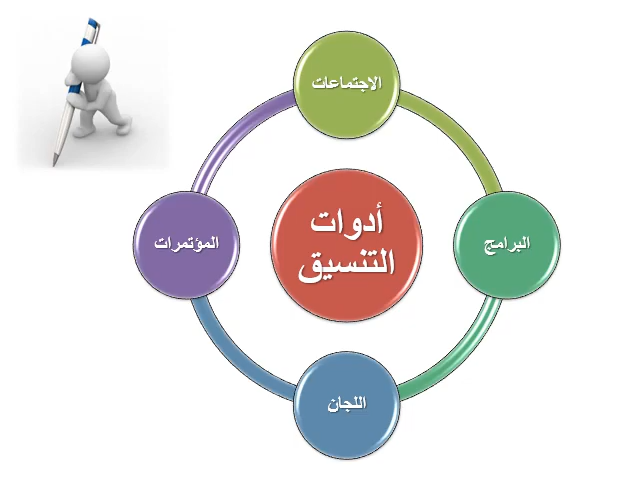 الاجتماعات
أدوات
التنسيق
البرامج
المؤتمرات
اللجان